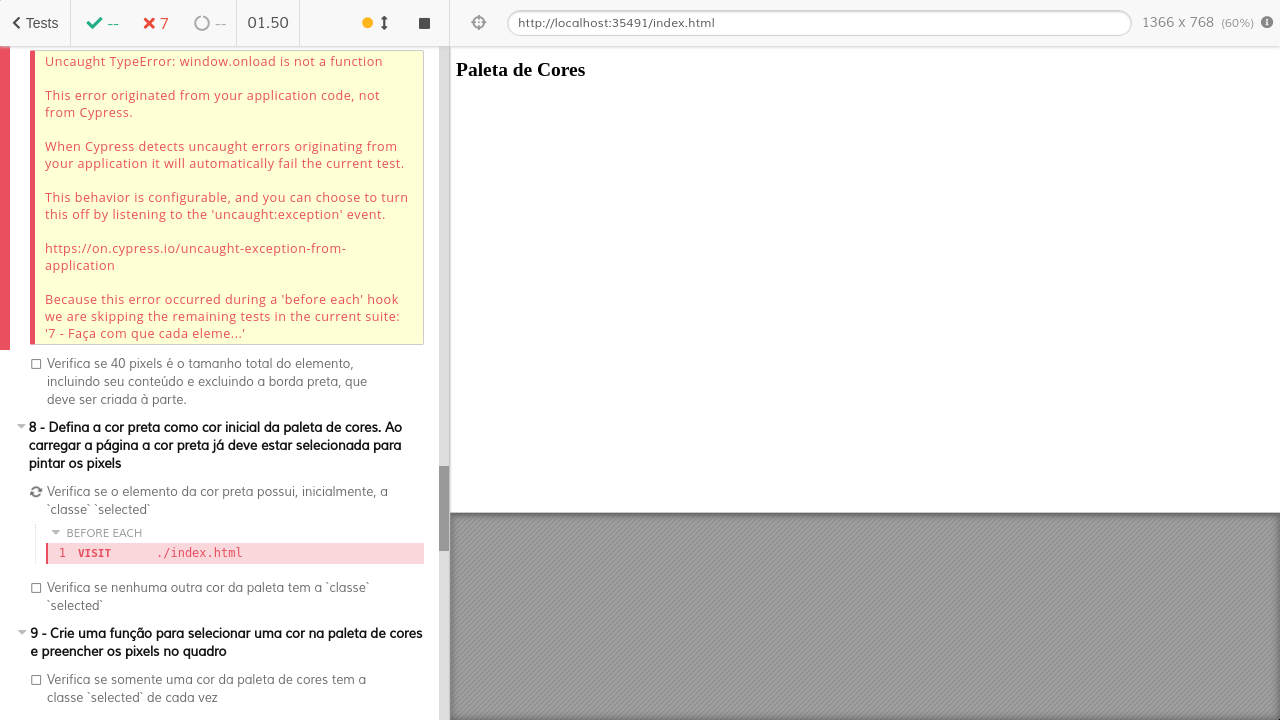 Tests
--
7
--
01.50
http://localhost:35491/index.html
1366 x 768 (60%)
Uncaught TypeError: window.onload is not a function
This error originated from your application code, not
from Cypress.
When Cypress detects uncaught errors originating from
your application it will automatically fail the current test.
This behavior is configurable, and you can choose to turn
this off by listening to the 'uncaught:exception' event.
https://on.cypress.io/uncaught-exception-from-
application
Because this error occurred during a 'before each' hook
we are skipping the remaining tests in the current suite:
'7 - Faça com que cada eleme...'
Verifica se 40 pixels é o tamanho total do elemento,
incluindo seu conteúdo e excluindo a borda preta, que
deve ser criada à parte.
8 - Defina a cor preta como cor inicial da paleta de cores. Ao
carregar a página a cor preta já deve estar selecionada para
pintar os pixels
Verifica se o elemento da cor preta possui, inicialmente, a
`classe` `selected`
BEFORE EACH
1 VISIT ./index.html
Verifica se nenhuma outra cor da paleta tem a `classe`
`selected`
9 - Crie uma função para selecionar uma cor na paleta de cores
e preencher os pixels no quadro
Verifica se somente uma cor da paleta de cores tem a
classe `selected` de cada vez
Paleta de Cores